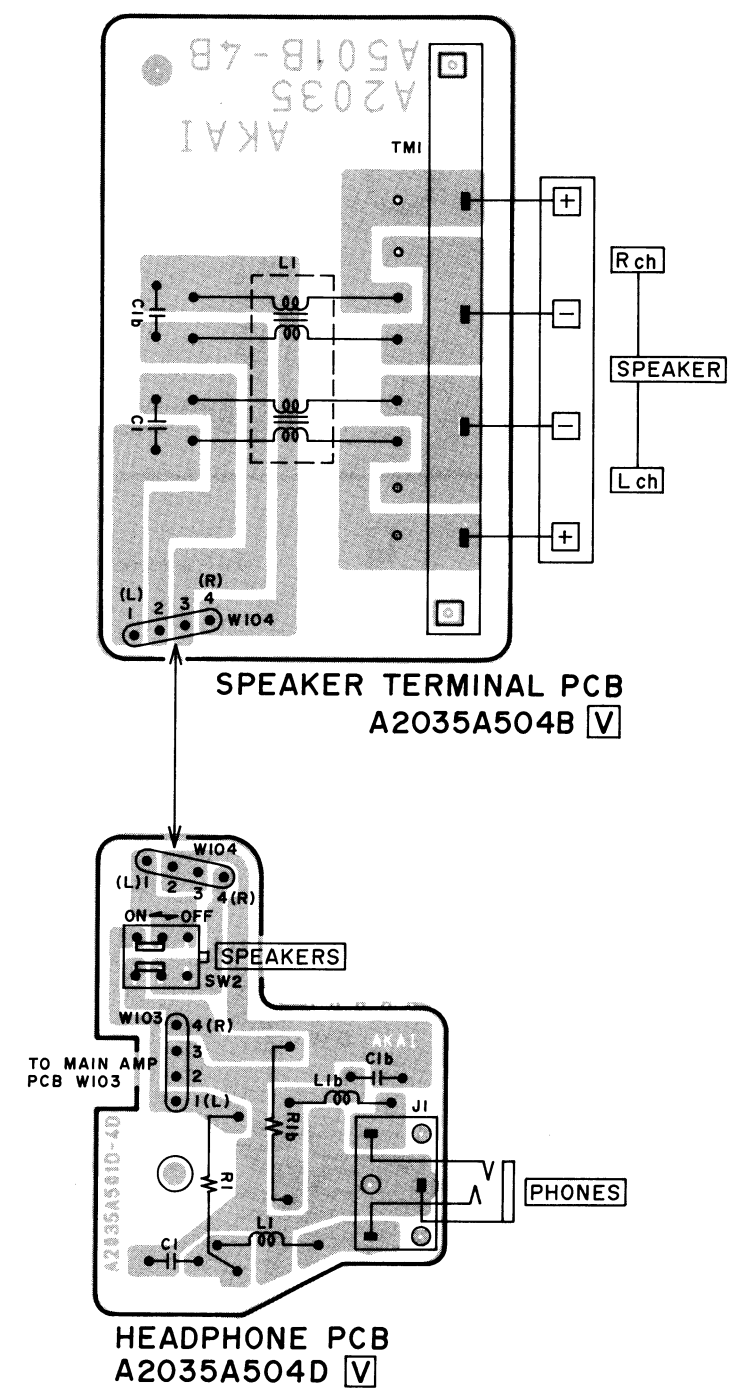 A501B-4B
A2035
AKAI
TM1
+
L1
R ch
C1b
−
SPEAKER
−
C1
L ch
+
(L) (R)
1 2 3 4 W104
SPEAKER TERMINAL PCB
A2035A504B V
W104
(L) 1 2 3 4 (R)
ON OFF
SPEAKERS
SW2
W103 4 (R)
AKAI
TO MAIN AMP
PCB W103
3
2
1 (L)
C1b
L1b
J1
R1b
A2035A501D-4D
R1
PHONES
L1
C1
HEADPHONE PCB
A2035A504D V